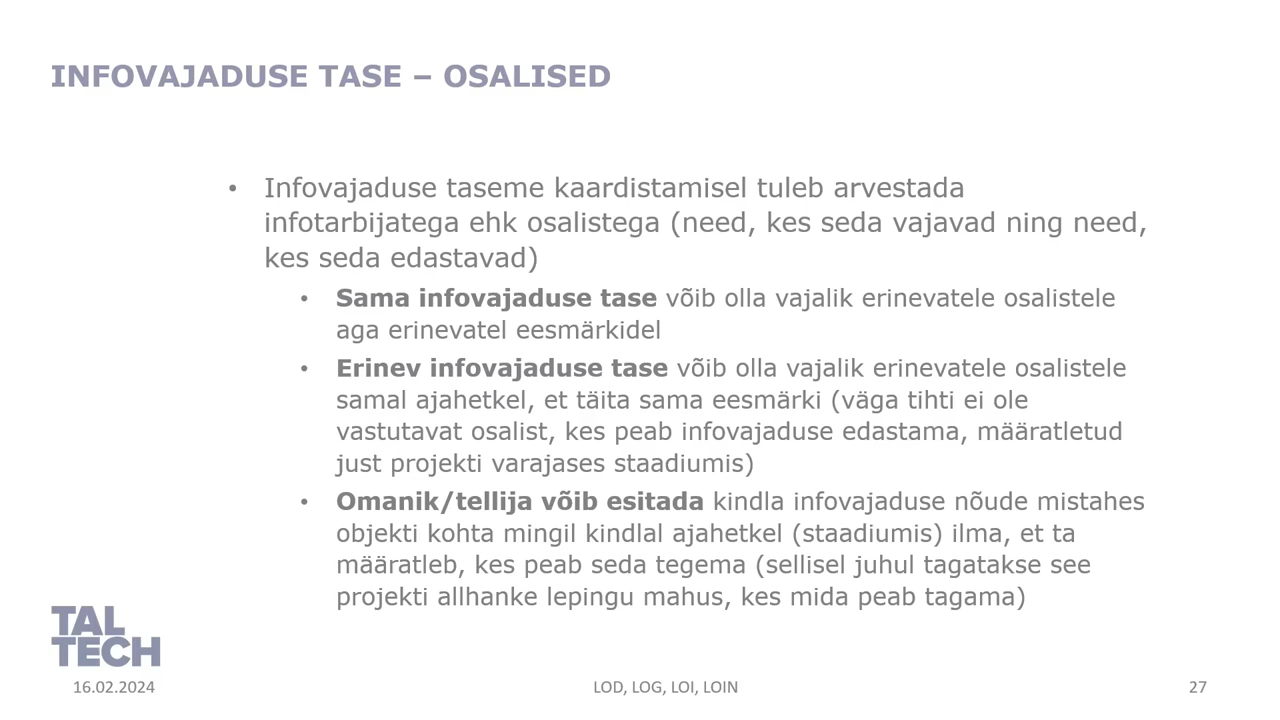 INFOVAJADUSE TASE – OSALISED
• Infovajaduse taseme kaardistamisel tuleb arvestada
infotarbijatega ehk osalistega (need, kes seda vajavad ning need,
kes seda edastavad)
• Sama infovajaduse tase võib olla vajalik erinevatele osalistele
aga erinevatel eesmärkidel
• Erinev infovajaduse tase võib olla vajalik erinevatele osalistele
samal ajahetkel, et täita sama eesmärki (väga tihti ei ole
vastutavat osalist, kes peab infovajaduse edastama, määratletud
just projekti varajases staadiumis)
• Omanik/tellija võib esitada kindla infovajaduse nõude mistahes
objekti kohta mingil kindlal ajahetkel (staadiumis) ilma, et ta
määratleb, kes peab seda tegema (sellisel juhul tagatakse see
projekti allhanke lepingu mahus, kes mida peab tagama)
TAL
TECH
16.02.2024
LOD, LOG, LOI, LOIN
27